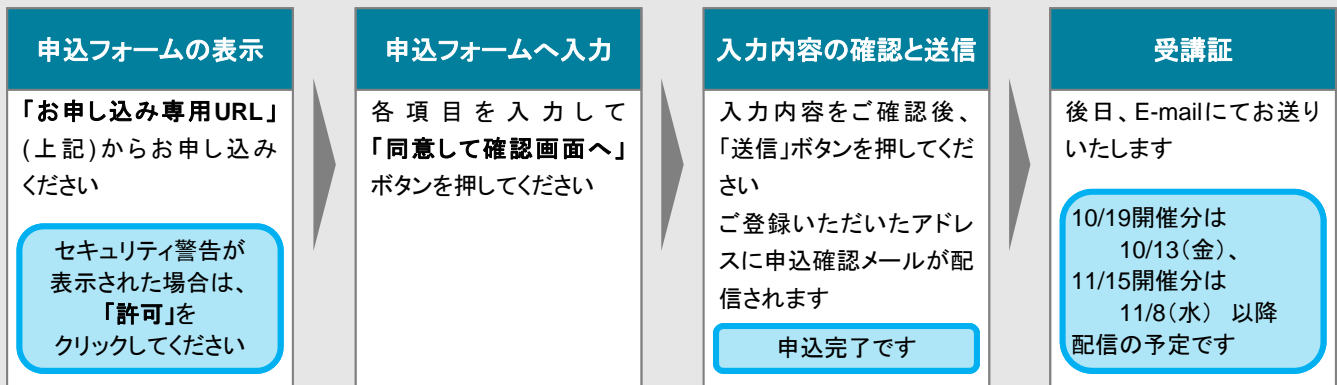 申込フォームの表示
「お申し込み専用URL」
(上記)からお申し込み
ください
セキュリティ警告が
表示された場合は、
「許可」を
クリックしてください
申込フォームへ入力
各項目を入力して
「同意して確認画面へ」
ボタンを押してください
入力内容の確認と送信
入力内容をご確認後、
「送信」ボタンを押してくだ
さい
ご登録いただいたアドレ
スに申込確認メールが配
信されます
申込完了です
受講証
後日、E-mailにてお送り
いたします
10/19開催分は
10/13(金)、
11/15開催分は
11/8(水) 以降
配信の予定です